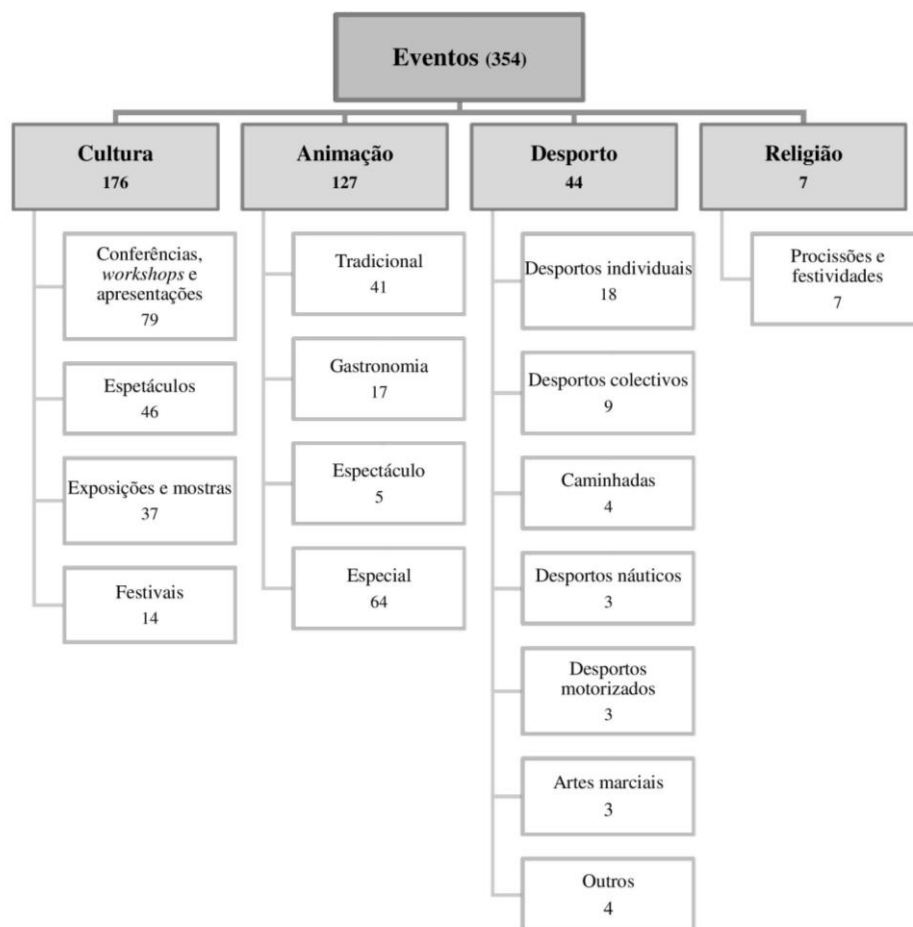 Eventos (354)
Cultura
176
Conferências,
workshops e
apresentações
79
Espetáculos
46
Exposições e mostras
37
Festivais
14
Animação
127
Tradicional
41
Gastronomia
17
Espectáculo
5
Especial
64
Desporto
44
Desportos individuais
18
Desportos colectivos
9
Caminhadas
4
Desportos náuticos
3
Desportos
motorizados
3
Artes marciais
3
Outros
4
Religião
7
Procissões e
festividades
7